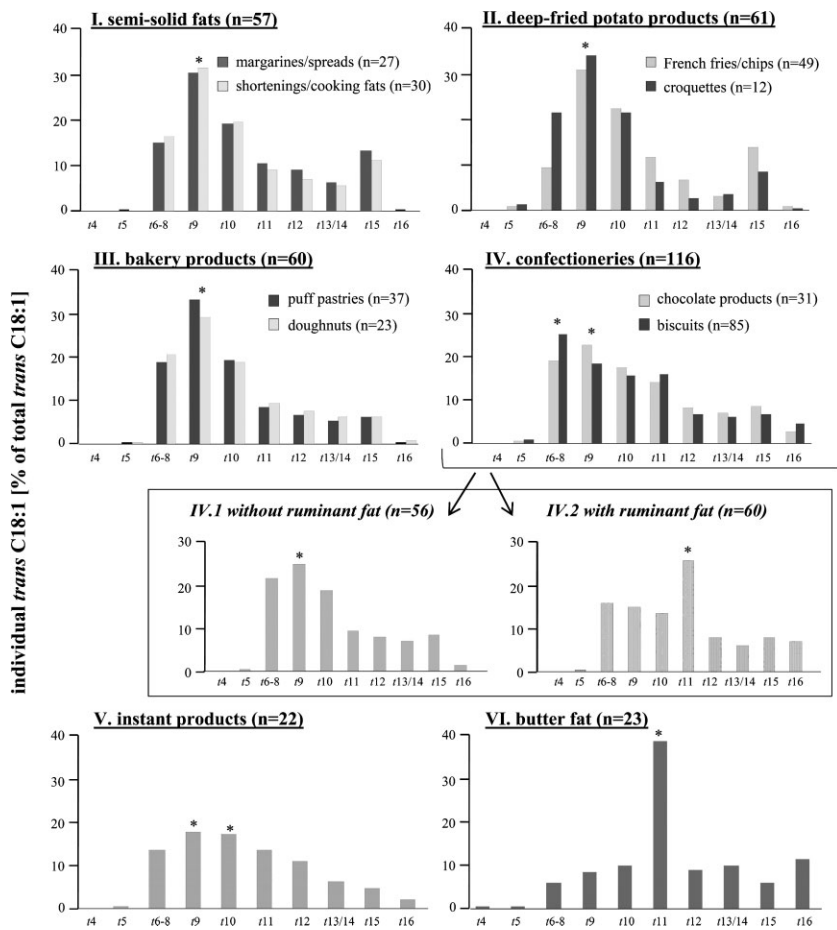 I. semi-solid fats (n=57)
*
margarines/spreads (n=27)
shortenings/cooking fats (n=30)
40
30
20
10
0
t4 t5 t6-8 t9 t10 t11 t12 t13/14 t15 t16
II. deep-fried potato products (n=61)
*
French fries/chips (n=49)
croquettes (n=12)
40
30
20
10
0
t4 t5 t6-8 t9 t10 t11 t12 t13/14 t15 t16
III. bakery products (n=60)
*
puff pastries (n=37)
doughnuts (n=23)
40
30
20
10
0
t4 t5 t6-8 t9 t10 t11 t12 t13/14 t15 t16
IV. confectioneries (n=116)
* *
chocolate products (n=31)
biscuits (n=85)
40
30
20
10
0
t4 t5 t6-8 t9 t10 t11 t12 t13/14 t15 t16
individual trans C18:1 [% of total trans C18:1]
IV.1 without ruminant fat (n=56)
*
30
20
10
0
t4 t5 t6-8 t9 t10 t11 t12 t13/14 t15 t16
IV.2 with ruminant fat (n=60)
*
30
20
10
0
t4 t5 t6-8 t9 t10 t11 t12 t13/14 t15 t16
V. instant products (n=22)
* *
40
30
20
10
0
t4 t5 t6-8 t9 t10 t11 t12 t13/14 t15 t16
VI. butter fat (n=23)
*
40
30
20
10
0
t4 t5 t6-8 t9 t10 t11 t12 t13/14 t15 t16